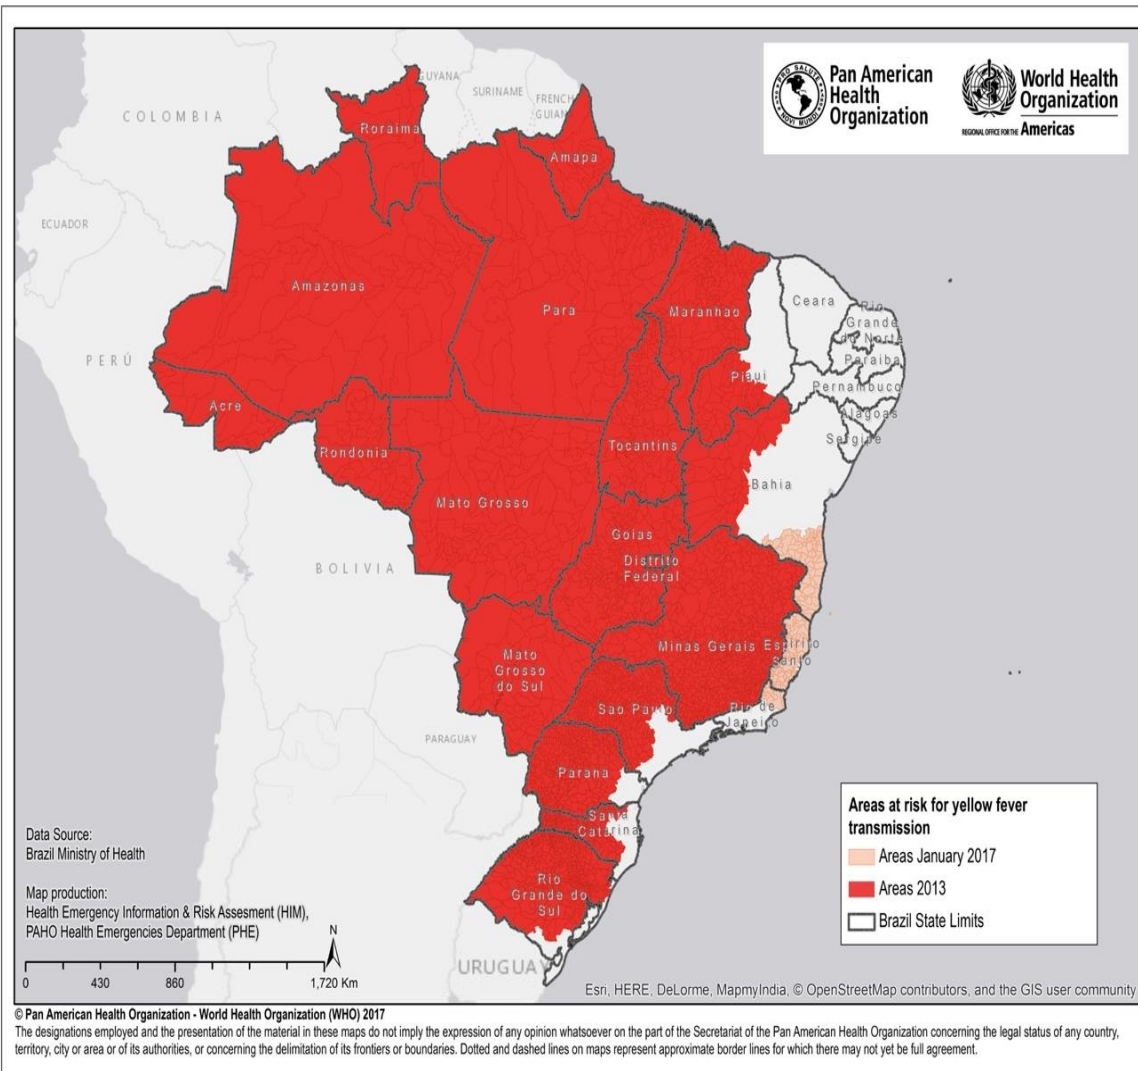 Pan American
Health
Organization
PRO SALUTE
NOVI MUNDI
World Health
Organization
REGIONAL OFFICE FOR THE Americas
GUYANA
SURINAME
FRENCH
GUIAN
COLOMBIA
Roraima
Amapa
ECUADOR
Amazonas
Para
Maranhao
Ceara
Rio
Grande
do Norte
Paraiba
PERÚ
Piaui
Pernambuco
Acre
Alagoas
Sergipe
Tocantins
Rondonia
Bahia
Mato Grosso
Goias
Distrito
Federal
BOLIVIA
Minas Gerais
Espirito
Santo
Mato
Grosso
do Sul
Sao Paulo
Rio de
Janeiro
PARAGUAY
Parana
Santa
Catarina
Rio
Grande do
Sul
URUGUAY
Areas at risk for yellow fever
transmission
Areas January 2017
Areas 2013
Brazil State Limits
Data Source:
Brazil Ministry of Health
Map production:
Health Emergency Information & Risk Assesment (HIM),
PAHO Health Emergencies Department (PHE)
N
0 430 860 1,720 Km
Esri, HERE, DeLorme, MapmyIndia, © OpenStreetMap contributors, and the GIS user community
© Pan American Health Organization - World Health Organization (WHO) 2017
The designations employed and the presentation of the material in these maps do not imply the expression of any opinion whatsoever on the part of the Secretariat of the Pan American Health Organization concerning the legal status of any country,
territory, city or area or of its authorities, or concerning the delimitation of its frontiers or boundaries. Dotted and dashed lines on maps represent approximate border lines for which there may not yet be full agreement.